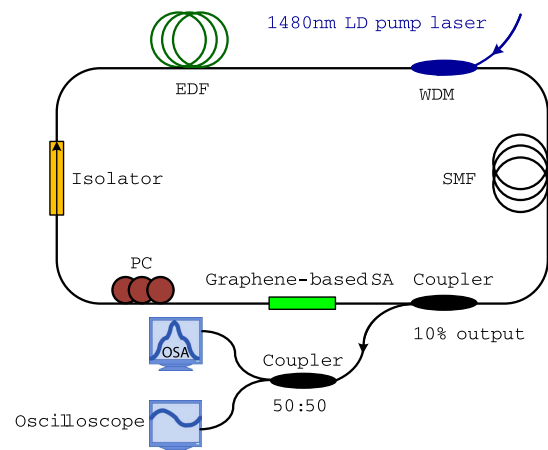 1480nm LD pump laser
EDF
WDM
Isolator
SMF
PC
Graphene-based SA
Coupler
10% output
OSA
Coupler
50:50
Oscilloscope